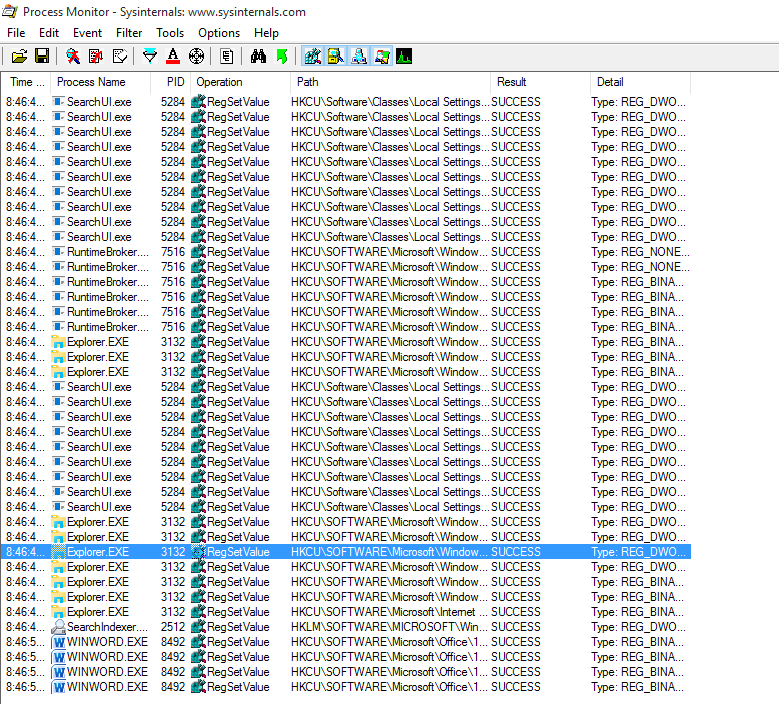 Process Monitor - Sysinternals: www.sysinternals.com
File Edit Event Filter Tools Options Help
Time ... Process Name PID Operation Path Result Detail
8:46:4... SearchUI.exe 5284 RegSetValue HKCU\Software\Classes\Local Settings... SUCCESS Type: REG_DWO...
8:46:4... SearchUI.exe 5284 RegSetValue HKCU\Software\Classes\Local Settings... SUCCESS Type: REG_DWO...
8:46:4... SearchUI.exe 5284 RegSetValue HKCU\Software\Classes\Local Settings... SUCCESS Type: REG_DWO...
8:46:4... SearchUI.exe 5284 RegSetValue HKCU\Software\Classes\Local Settings... SUCCESS Type: REG_DWO...
8:46:4... SearchUI.exe 5284 RegSetValue HKCU\Software\Classes\Local Settings... SUCCESS Type: REG_DWO...
8:46:4... SearchUI.exe 5284 RegSetValue HKCU\Software\Classes\Local Settings... SUCCESS Type: REG_DWO...
8:46:4... SearchUI.exe 5284 RegSetValue HKCU\Software\Classes\Local Settings... SUCCESS Type: REG_DWO...
8:46:4... SearchUI.exe 5284 RegSetValue HKCU\Software\Classes\Local Settings... SUCCESS Type: REG_DWO...
8:46:4... SearchUI.exe 5284 RegSetValue HKCU\Software\Classes\Local Settings... SUCCESS Type: REG_DWO...
8:46:4... SearchUI.exe 5284 RegSetValue HKCU\Software\Classes\Local Settings... SUCCESS Type: REG_DWO...
8:46:4... RuntimeBroker.... 7516 RegSetValue HKCU\SOFTWARE\Microsoft\Window... SUCCESS Type: REG_NONE...
8:46:4... RuntimeBroker.... 7516 RegSetValue HKCU\SOFTWARE\Microsoft\Window... SUCCESS Type: REG_NONE...
8:46:4... RuntimeBroker.... 7516 RegSetValue HKCU\SOFTWARE\Microsoft\Window... SUCCESS Type: REG_BINA...
8:46:4... RuntimeBroker.... 7516 RegSetValue HKCU\SOFTWARE\Microsoft\Window... SUCCESS Type: REG_BINA...
8:46:4... RuntimeBroker.... 7516 RegSetValue HKCU\SOFTWARE\Microsoft\Window... SUCCESS Type: REG_BINA...
8:46:4... RuntimeBroker.... 7516 RegSetValue HKCU\SOFTWARE\Microsoft\Window... SUCCESS Type: REG_BINA...
8:46:4... Explorer.EXE 3132 RegSetValue HKCU\SOFTWARE\Microsoft\Window... SUCCESS Type: REG_BINA...
8:46:4... Explorer.EXE 3132 RegSetValue HKCU\SOFTWARE\Microsoft\Window... SUCCESS Type: REG_BINA...
8:46:4... Explorer.EXE 3132 RegSetValue HKCU\SOFTWARE\Microsoft\Window... SUCCESS Type: REG_BINA...
8:46:4... SearchUI.exe 5284 RegSetValue HKCU\Software\Classes\Local Settings... SUCCESS Type: REG_DWO...
8:46:4... SearchUI.exe 5284 RegSetValue HKCU\Software\Classes\Local Settings... SUCCESS Type: REG_DWO...
8:46:4... SearchUI.exe 5284 RegSetValue HKCU\Software\Classes\Local Settings... SUCCESS Type: REG_DWO...
8:46:4... SearchUI.exe 5284 RegSetValue HKCU\Software\Classes\Local Settings... SUCCESS Type: REG_DWO...
8:46:4... SearchUI.exe 5284 RegSetValue HKCU\Software\Classes\Local Settings... SUCCESS Type: REG_DWO...
8:46:4... SearchUI.exe 5284 RegSetValue HKCU\Software\Classes\Local Settings... SUCCESS Type: REG_DWO...
8:46:4... SearchUI.exe 5284 RegSetValue HKCU\Software\Classes\Local Settings... SUCCESS Type: REG_DWO...
8:46:4... SearchUI.exe 5284 RegSetValue HKCU\Software\Classes\Local Settings... SUCCESS Type: REG_DWO...
8:46:4... SearchUI.exe 5284 RegSetValue HKCU\Software\Classes\Local Settings... SUCCESS Type: REG_DWO...
8:46:4... Explorer.EXE 3132 RegSetValue HKCU\SOFTWARE\Microsoft\Window... SUCCESS Type: REG_DWO...
8:46:4... Explorer.EXE 3132 RegSetValue HKCU\SOFTWARE\Microsoft\Window... SUCCESS Type: REG_DWO...
8:46:4... Explorer.EXE 3132 RegSetValue HKCU\SOFTWARE\Microsoft\Window... SUCCESS Type: REG_DWO...
8:46:4... Explorer.EXE 3132 RegSetValue HKCU\SOFTWARE\Microsoft\Window... SUCCESS Type: REG_DWO...
8:46:4... Explorer.EXE 3132 RegSetValue HKCU\SOFTWARE\Microsoft\Window... SUCCESS Type: REG_BINA...
8:46:4... Explorer.EXE 3132 RegSetValue HKCU\SOFTWARE\Microsoft\Window... SUCCESS Type: REG_BINA...
8:46:4... Explorer.EXE 3132 RegSetValue HKCU\SOFTWARE\Microsoft\Internet ... SUCCESS Type: REG_BINA...
8:46:4... SearchIndexer.... 2512 RegSetValue HKLM\SOFTWARE\MICROSOFT\Win... SUCCESS Type: REG_DWO...
8:46:5... WINWORD.EXE 8492 RegSetValue HKCU\SOFTWARE\Microsoft\Office\1... SUCCESS Type: REG_BINA...
8:46:5... WINWORD.EXE 8492 RegSetValue HKCU\SOFTWARE\Microsoft\Office\1... SUCCESS Type: REG_BINA...
8:46:5... WINWORD.EXE 8492 RegSetValue HKCU\SOFTWARE\Microsoft\Office\1... SUCCESS Type: REG_BINA...
8:46:5... WINWORD.EXE 8492 RegSetValue HKCU\SOFTWARE\Microsoft\Office\1... SUCCESS Type: REG_BINA...